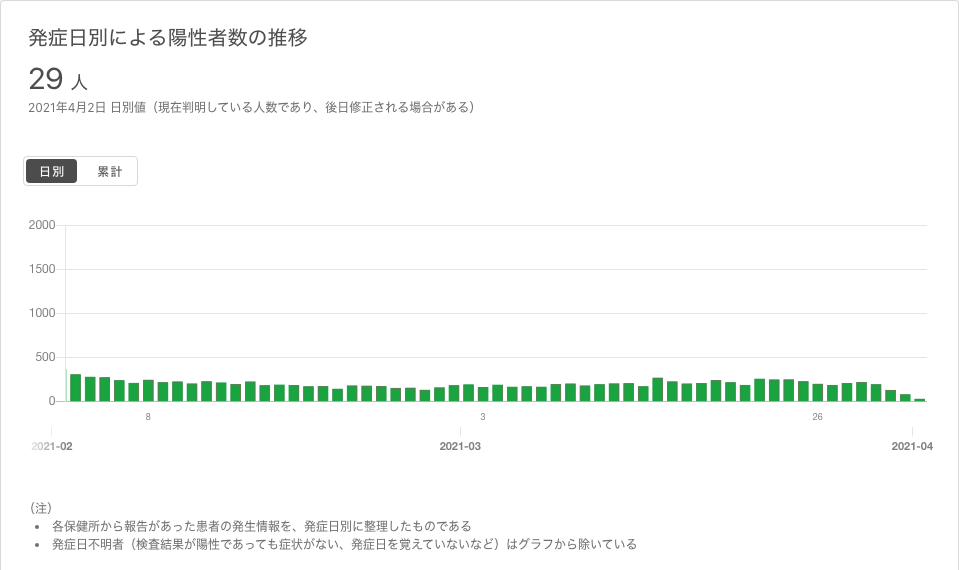 発症日別による陽性者数の推移
29 人
2021年4月2日 日別値（現在判明している人数であり、後日修正される場合がある）
日別 累計
2000
1500
1000
500
0
8 3 26
2021-02 2021-03 2021-04
（注）
• 各保健所から報告があった患者の発生情報を、発症日別に整理したものである
• 発症日不明者（検査結果が陽性であっても症状がない、発症日を覚えていないなど）はグラフから除いている